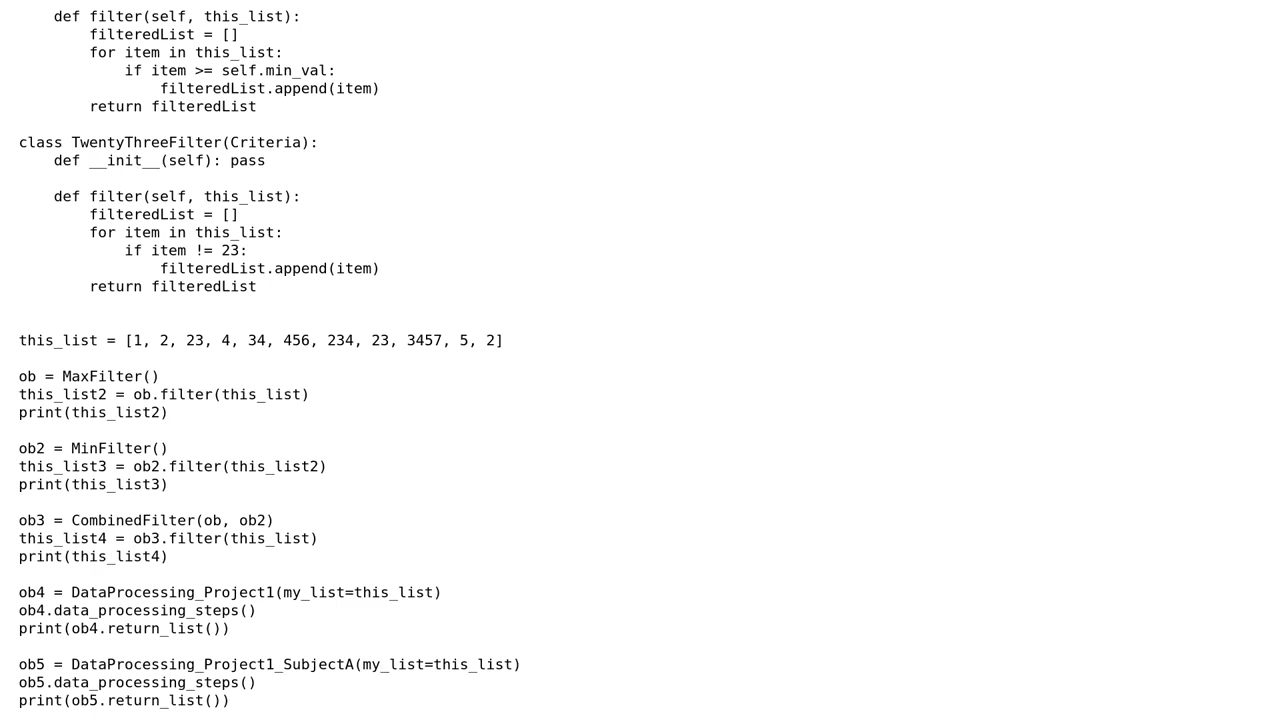 def filter(self, this_list):
        filteredList = []
        for item in this_list:
            if item >= self.min_val:
                filteredList.append(item)
        return filteredList

class TwentyThreeFilter(Criteria):
    def __init__(self): pass

    def filter(self, this_list):
        filteredList = []
        for item in this_list:
            if item != 23:
                filteredList.append(item)
        return filteredList


this_list = [1, 2, 23, 4, 34, 456, 234, 23, 3457, 5, 2]

ob = MaxFilter()
this_list2 = ob.filter(this_list)
print(this_list2)

ob2 = MinFilter()
this_list3 = ob2.filter(this_list2)
print(this_list3)

ob3 = CombinedFilter(ob, ob2)
this_list4 = ob3.filter(this_list)
print(this_list4)

ob4 = DataProcessing_Project1(my_list=this_list)
ob4.data_processing_steps()
print(ob4.return_list())

ob5 = DataProcessing_Project1_SubjectA(my_list=this_list)
ob5.data_processing_steps()
print(ob5.return_list())